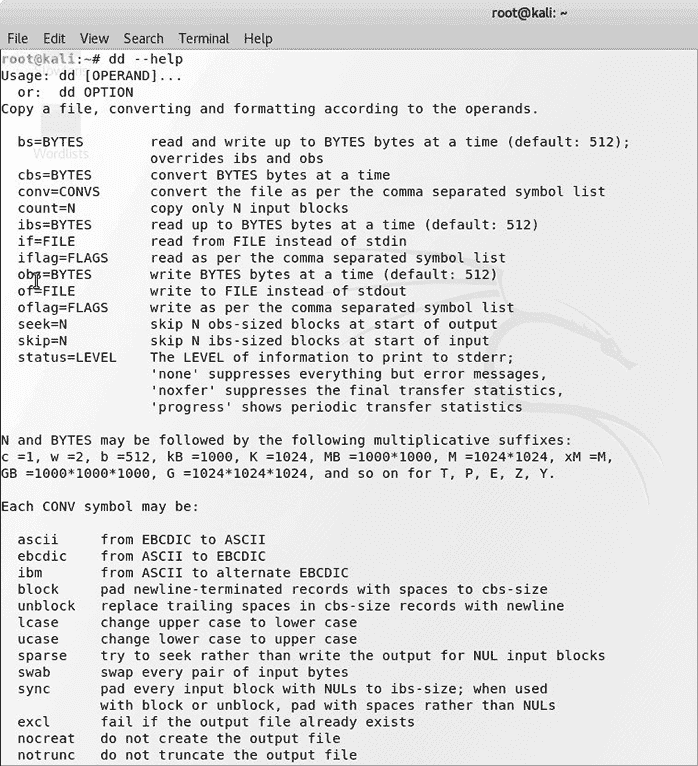 root@kali: ~
File Edit View Search Terminal Help
root@kali:~# dd --help
Usage: dd [OPERAND]...
  or:  dd OPTION
Copy a file, converting and formatting according to the operands.

  bs=BYTES        read and write up to BYTES bytes at a time (default: 512);
                  overrides ibs and obs
Wordlists
  cbs=BYTES       convert BYTES bytes at a time
  conv=CONVS      convert the file as per the comma separated symbol list
  count=N         copy only N input blocks
  ibs=BYTES       read up to BYTES bytes at a time (default: 512)
  if=FILE         read from FILE instead of stdin
  iflag=FLAGS     read as per the comma separated symbol list
  obs=BYTES       write BYTES bytes at a time (default: 512)
  of=FILE         write to FILE instead of stdout
  oflag=FLAGS     write as per the comma separated symbol list
  seek=N          skip N obs-sized blocks at start of output
  skip=N          skip N ibs-sized blocks at start of input
  status=LEVEL    The LEVEL of information to print to stderr;
                  'none' suppresses everything but error messages,
                  'noxfer' suppresses the final transfer statistics,
                  'progress' shows periodic transfer statistics

N and BYTES may be followed by the following multiplicative suffixes:
c =1, w =2, b =512, kB =1000, K =1024, MB =1000*1000, M =1024*1024, xM =M,
GB =1000*1000*1000, G =1024*1024*1024, and so on for T, P, E, Z, Y.

Each CONV symbol may be:

  ascii     from EBCDIC to ASCII
  ebcdic    from ASCII to EBCDIC
  ibm       from ASCII to alternate EBCDIC
  block     pad newline-terminated records with spaces to cbs-size
  unblock   replace trailing spaces in cbs-size records with newline
  lcase     change upper case to lower case
  ucase     change lower case to upper case
  sparse    try to seek rather than write the output for NUL input blocks
  swab      swap every pair of input bytes
  sync      pad every input block with NULs to ibs-size; when used
            with block or unblock, pad with spaces rather than NULs
  excl      fail if the output file already exists
  nocreat   do not create the output file
  notrunc   do not truncate the output file